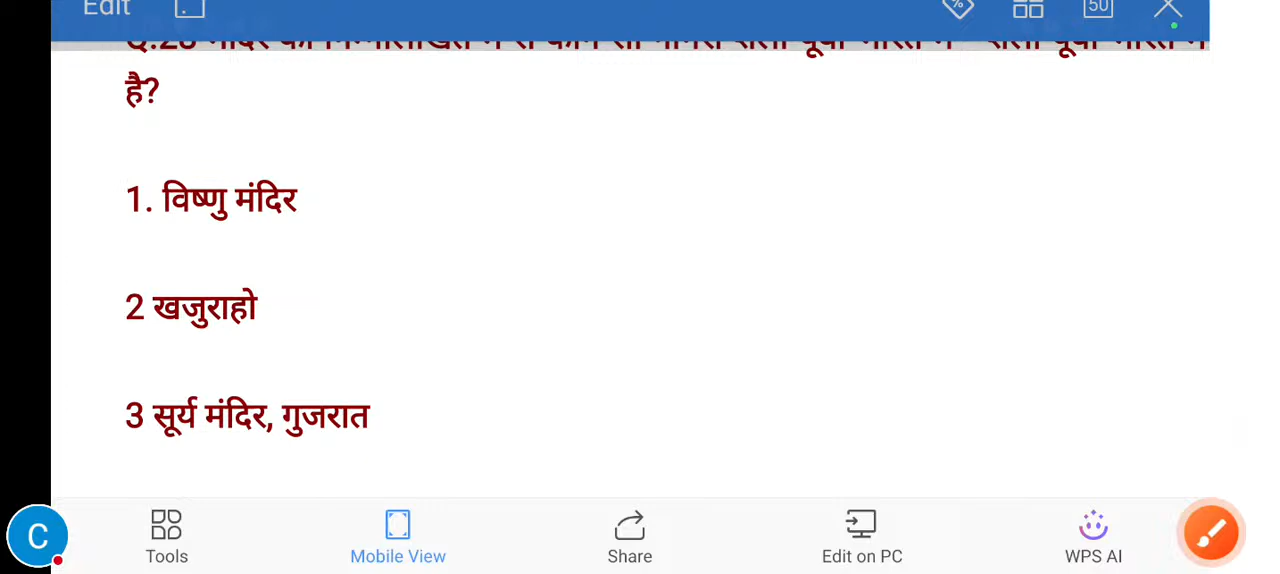 Edit
50
है?
1. विष्णु मंदिर
2 खजुराहो
3 सूर्य मंदिर, गुजरात
C
Tools
Mobile View
Share
Edit on PC
WPS AI